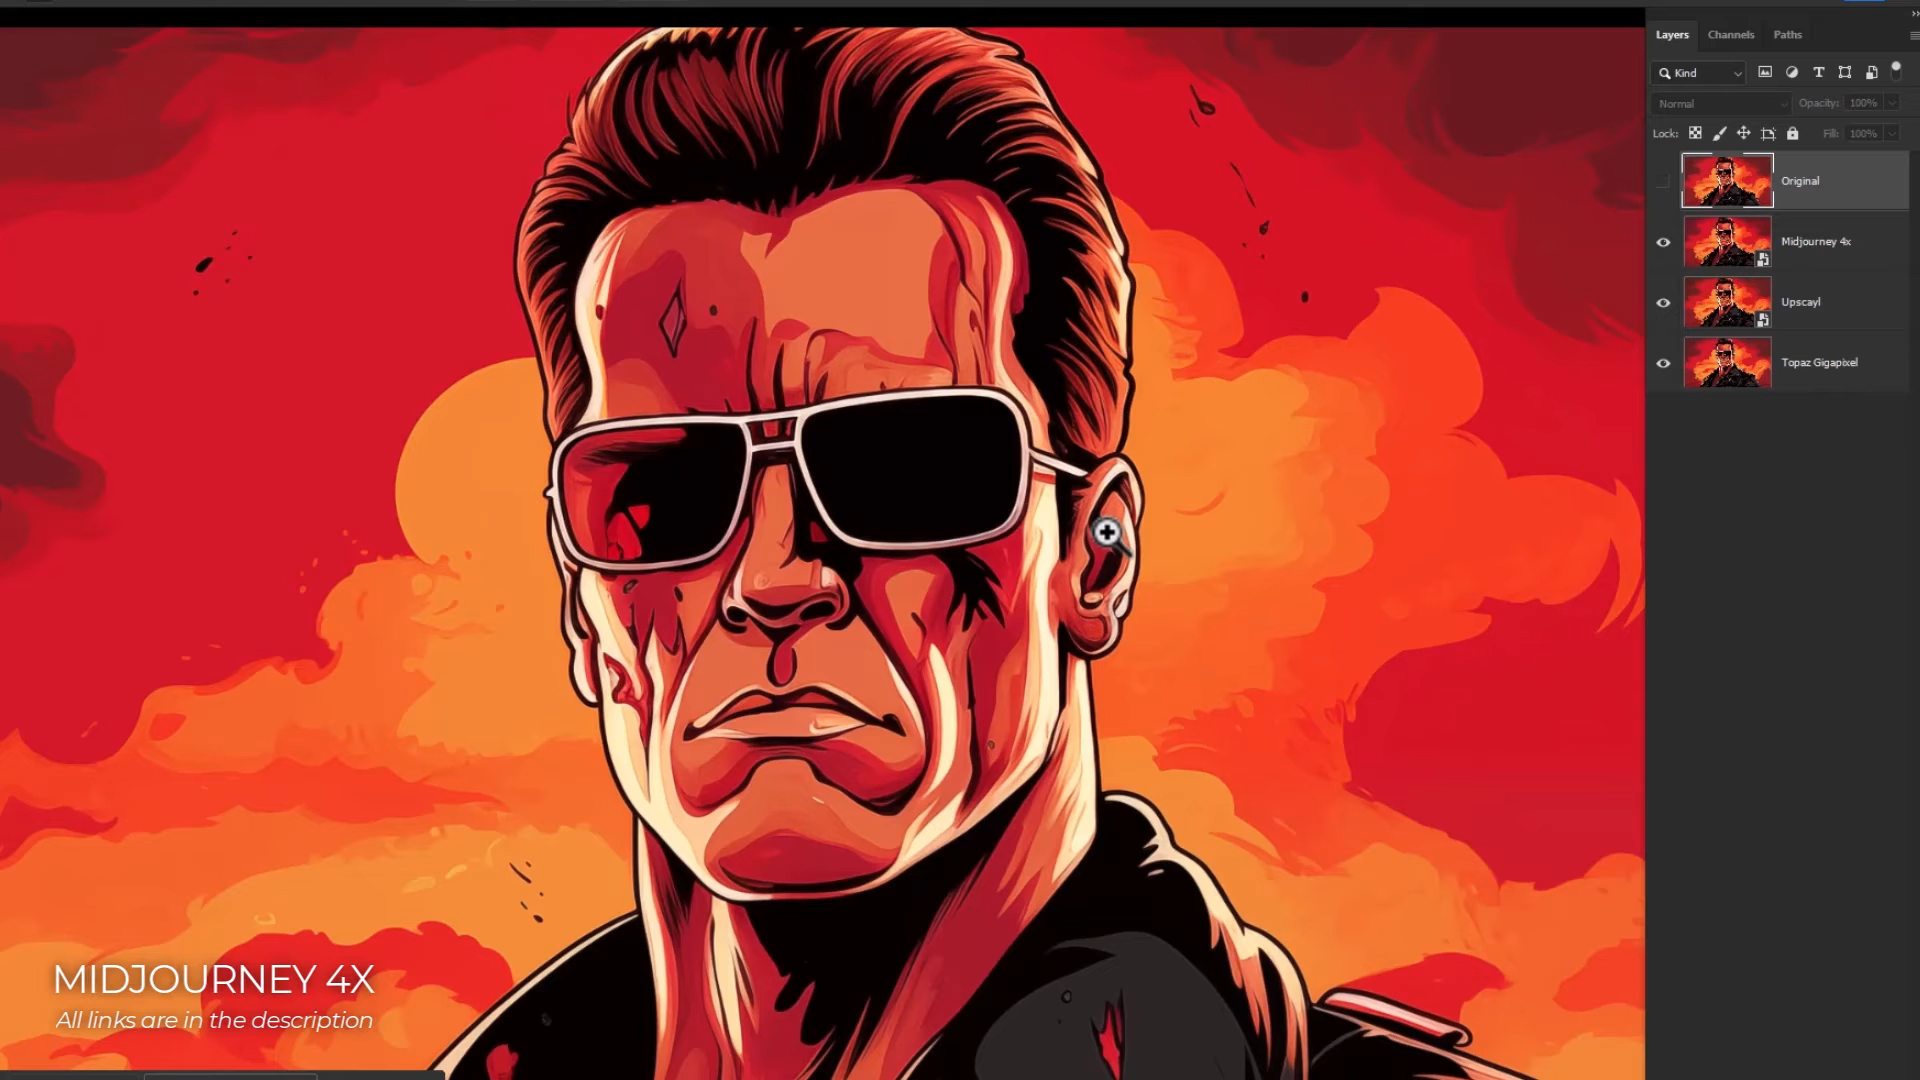 Layers Channels Paths
Kind
Normal Opacity: 100%
Lock: Fill: 100%
Original
Midjourney 4x
Upscayl
Topaz Gigapixel
MIDJOURNEY 4X
All links are in the description